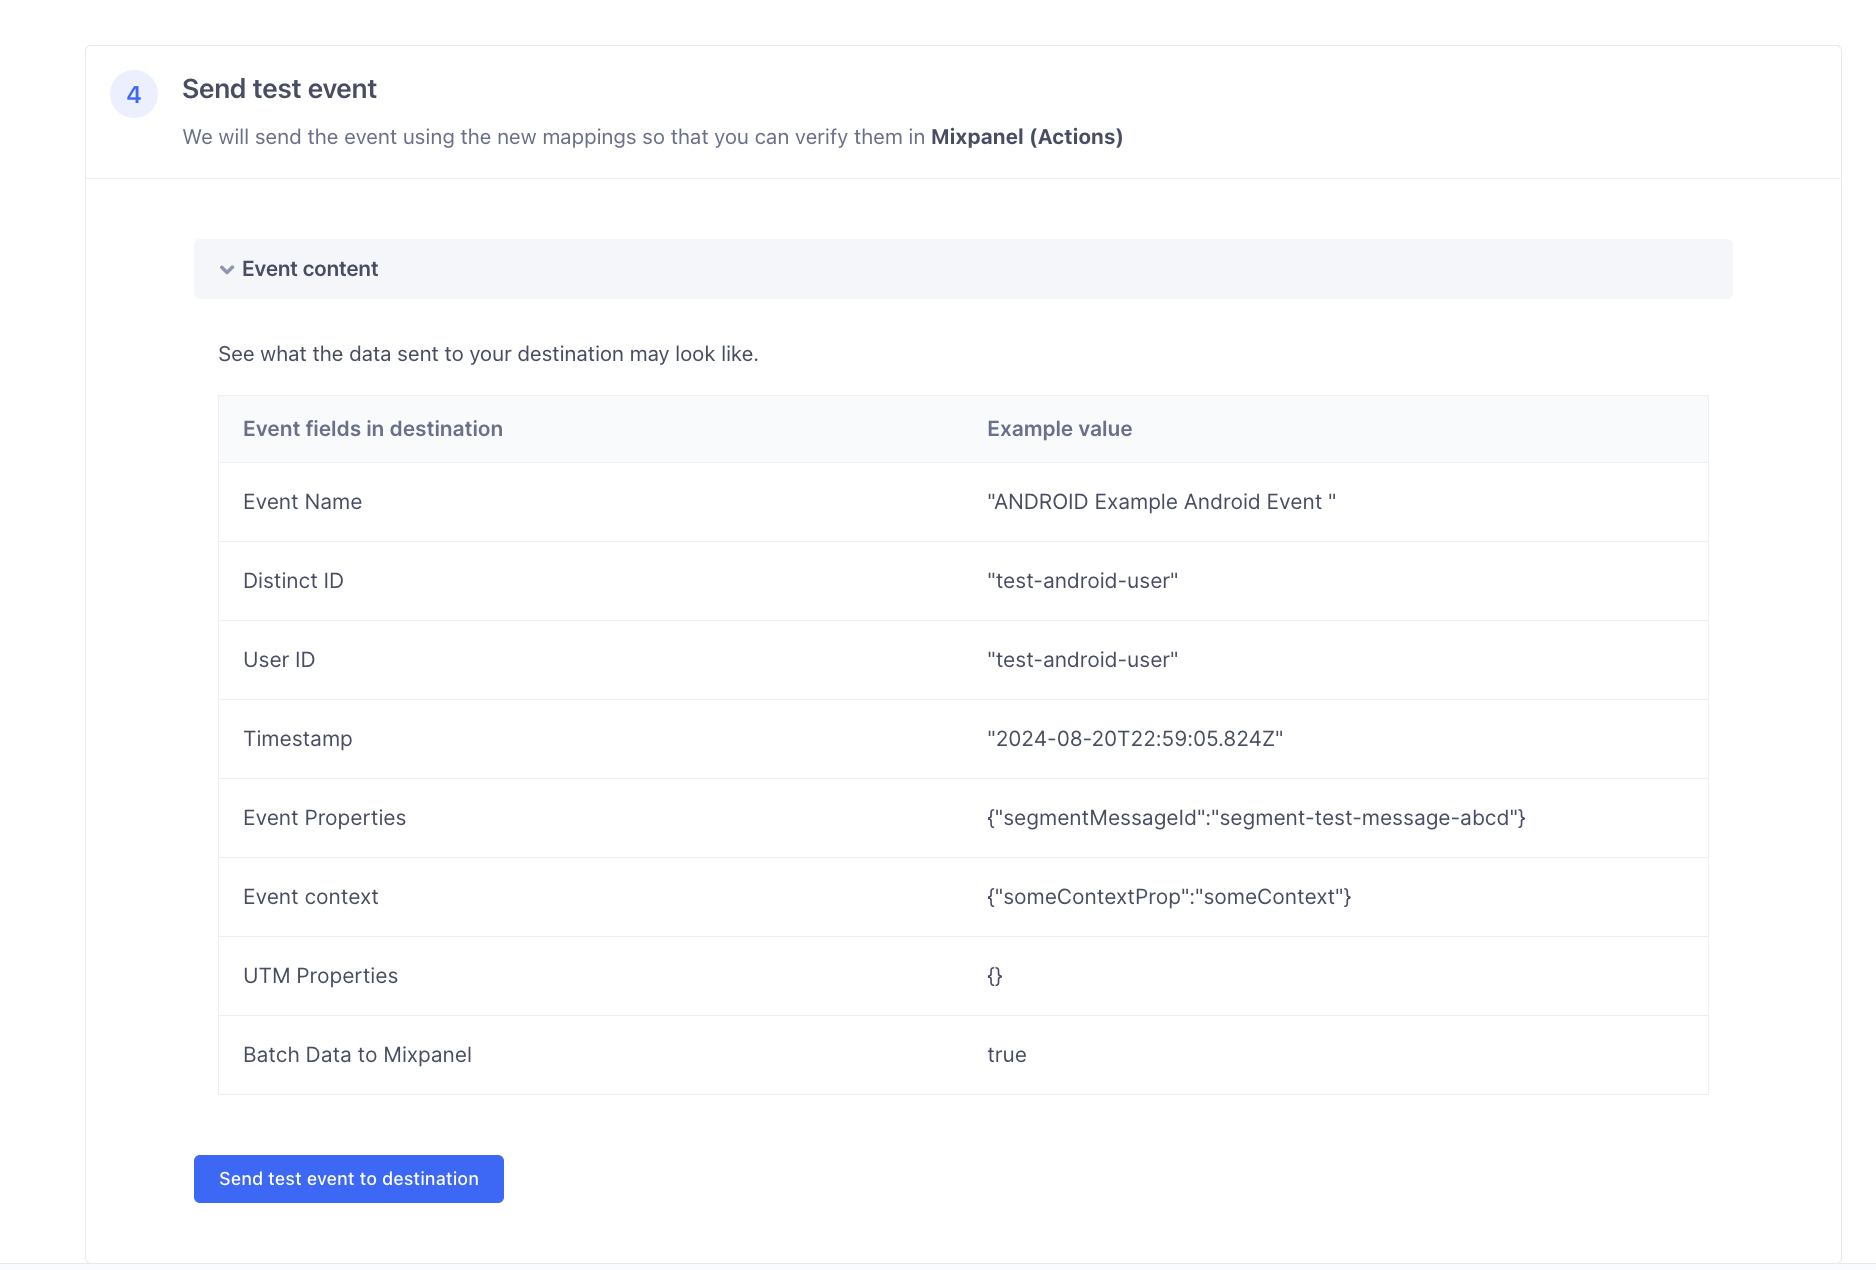 4
Send test event
We will send the event using the new mappings so that you can verify them in Mixpanel (Actions)
Event content
See what the data sent to your destination may look like.
Event fields in destination Example value
Event Name "ANDROID Example Android Event "
Distinct ID "test-android-user"
User ID "test-android-user"
Timestamp "2024-08-20T22:59:05.824Z"
Event Properties {"segmentMessageId":"segment-test-message-abcd"}
Event context {"someContextProp":"someContext"}
UTM Properties {}
Batch Data to Mixpanel true
Send test event to destination